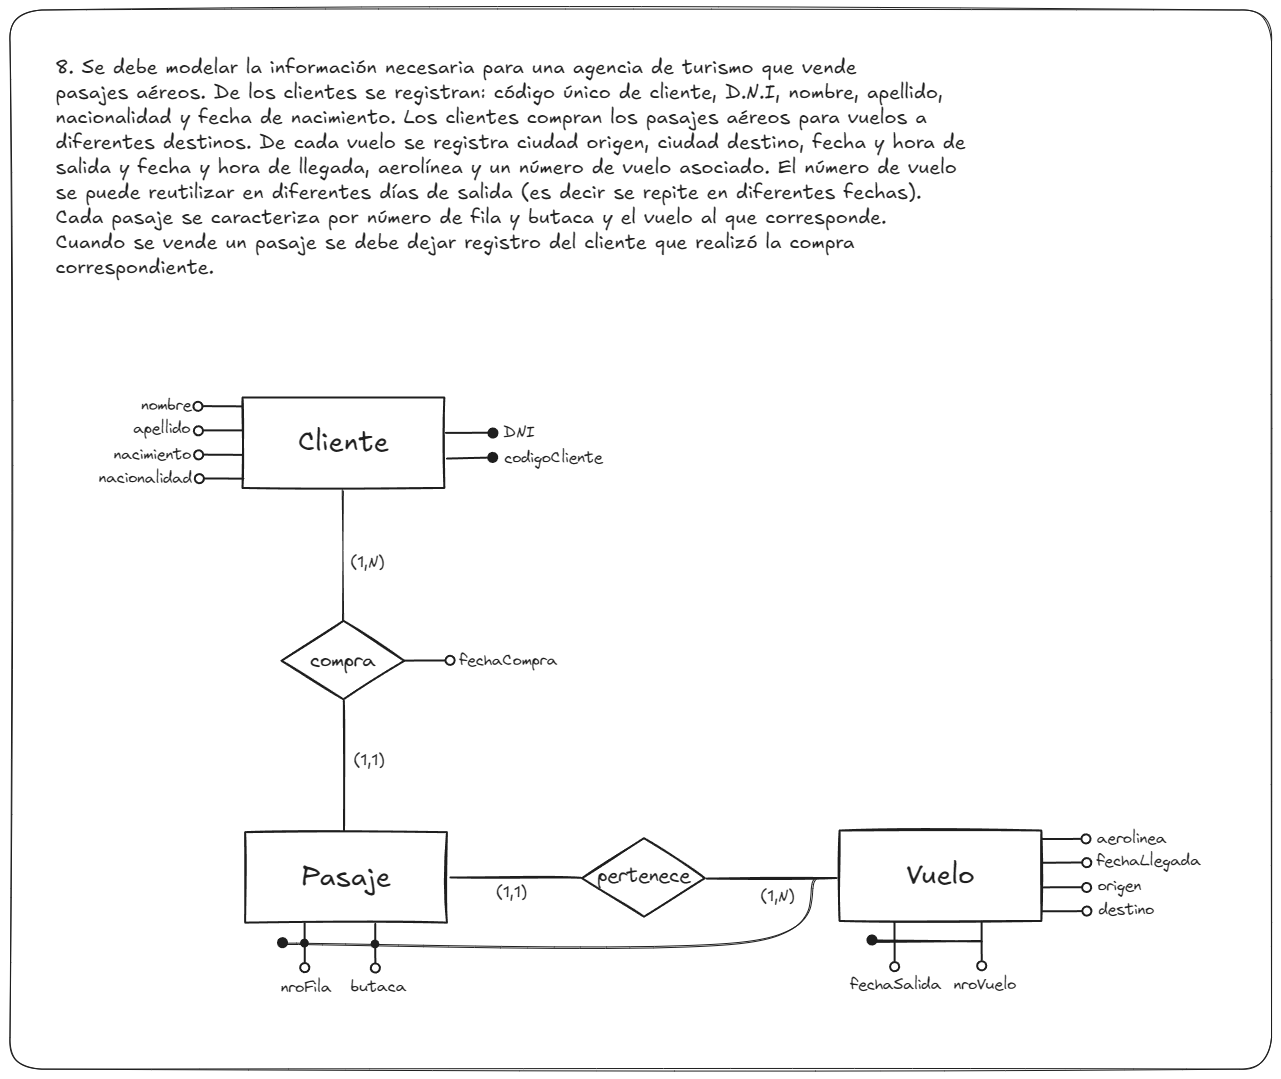 8. Se debe modelar la información necesaria para una agencia de turismo que vende
pasajes aéreos. De los clientes se registran: código único de cliente, D.N.I, nombre, apellido,
nacionalidad y fecha de nacimiento. Los clientes compran los pasajes aéreos para vuelos a
diferentes destinos. De cada vuelo se registra ciudad origen, ciudad destino, fecha y hora de
salida y fecha y hora de llegada, aerolínea y un número de vuelo asociado. El número de vuelo
se puede reutilizar en diferentes días de salida (es decir se repite en diferentes fechas).
Cada pasaje se caracteriza por número de fila y butaca y el vuelo al que corresponde.
Cuando se vende un pasaje se debe dejar registro del cliente que realizó la compra
correspondiente.
nombre
apellido
nacimiento
nacionalidad
Cliente
DNI
codigoCliente
(1,N)
compra
fechaCompra
(1,1)
Pasaje
(1,1)
pertenece
(1,N)
Vuelo
aerolinea
fechaLlegada
origen
destino
nroFila
butaca
fechaSalida
nroVuelo